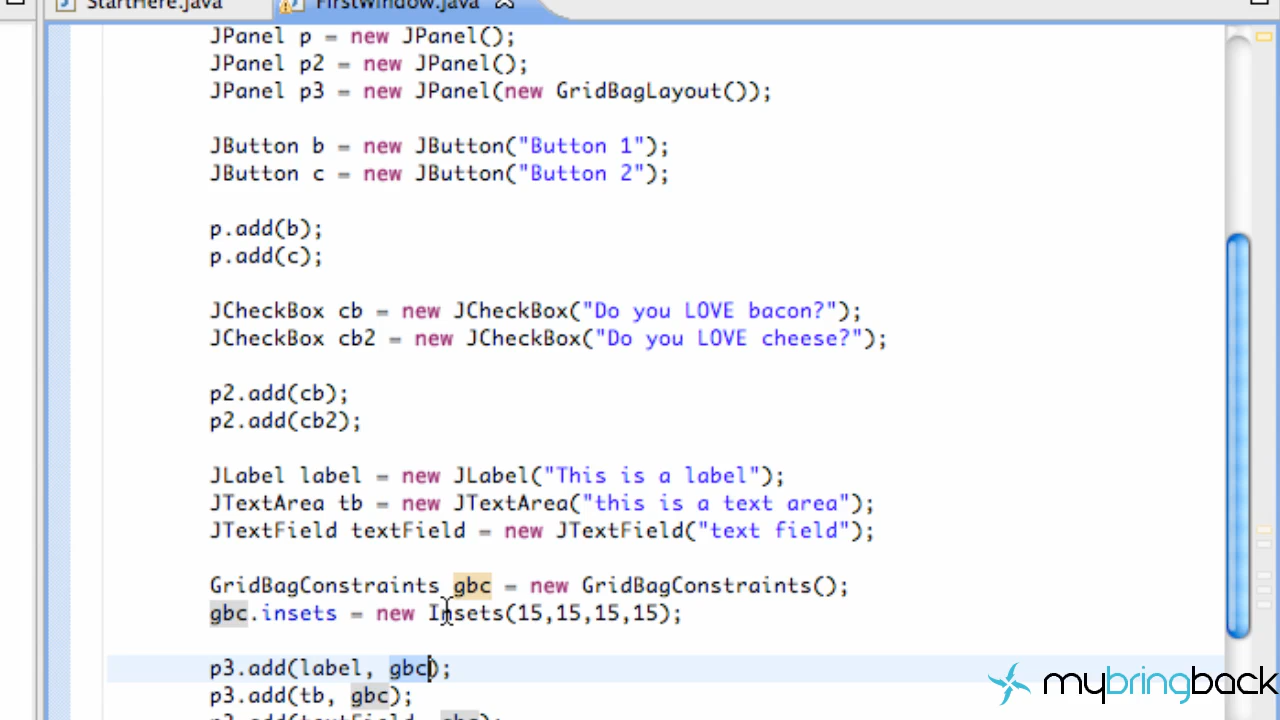 StartHere.java FirstWindow.java
JPanel p = new JPanel();
JPanel p2 = new JPanel();
JPanel p3 = new JPanel(new GridBagLayout());
JButton b = new JButton("Button 1");
JButton c = new JButton("Button 2");
p.add(b);
p.add(c);
JCheckBox cb = new JCheckBox("Do you LOVE bacon?");
JCheckBox cb2 = new JCheckBox("Do you LOVE cheese?");
p2.add(cb);
p2.add(cb2);
JLabel label = new JLabel("This is a label");
JTextArea tb = new JTextArea("this is a text area");
JTextField textField = new JTextField("text field");
GridBagConstraints gbc = new GridBagConstraints();
gbc.insets = new Insets(15,15,15,15);
p3.add(label, gbc);
p3.add(tb, gbc);
p3.add(textField, gbc);
mybringback